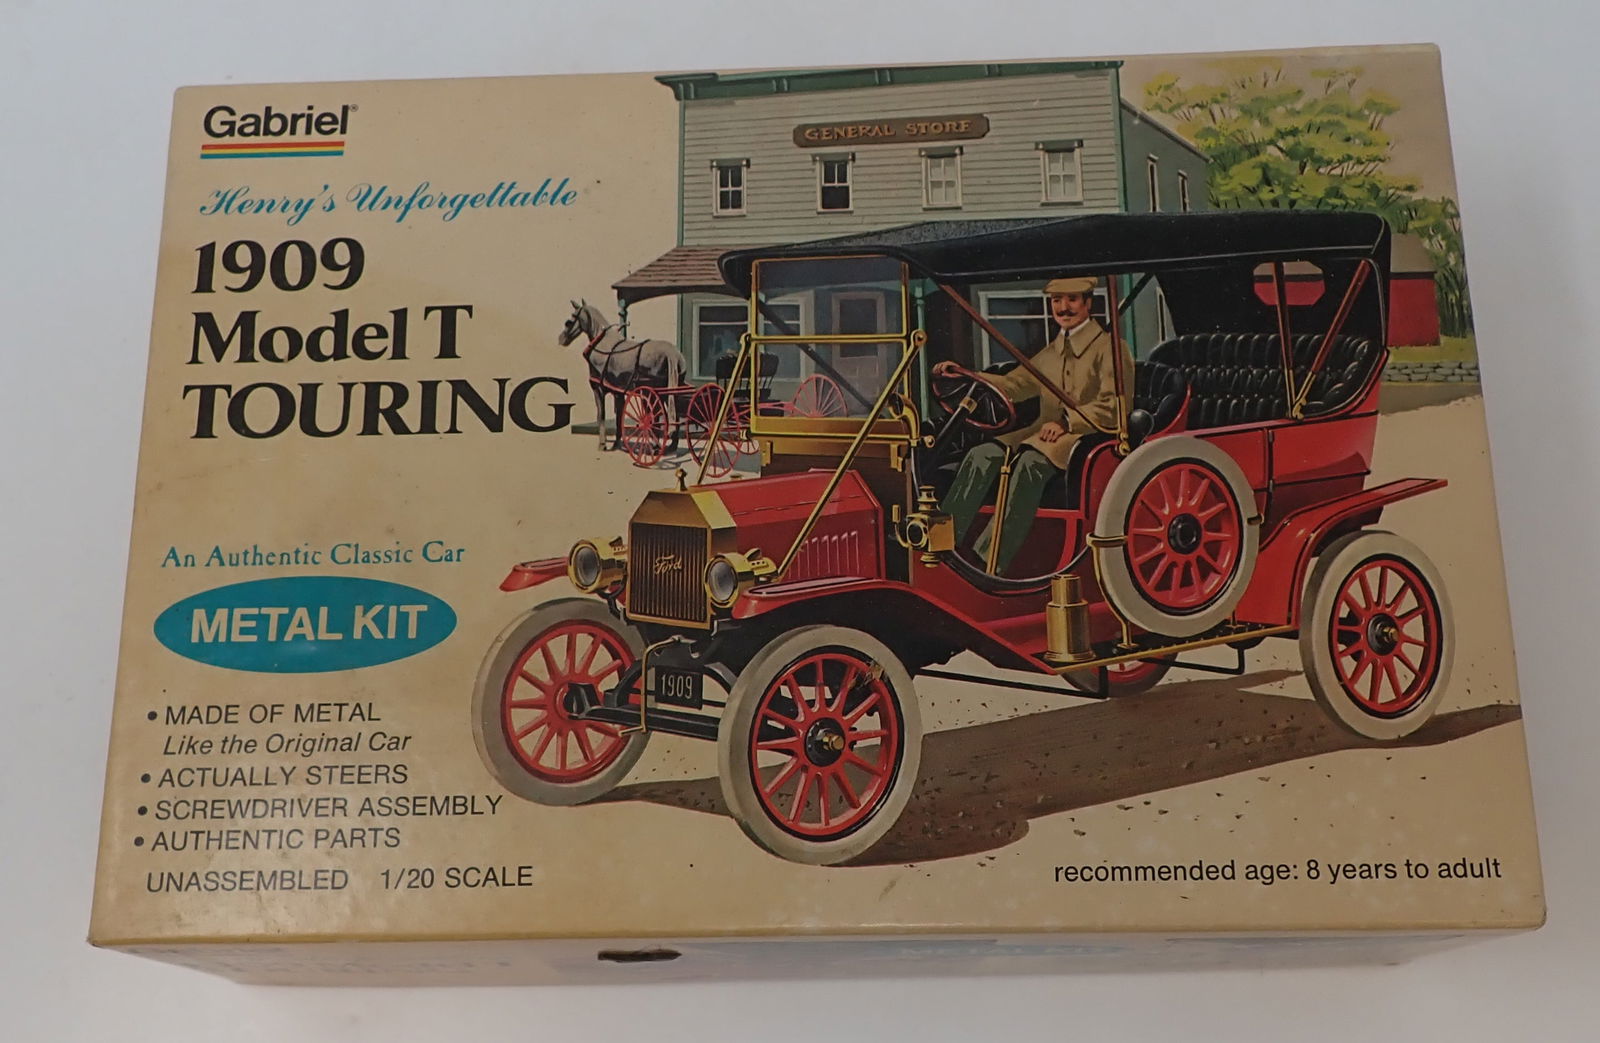 Gabriel®
Henry's Unforgettable
1909
Model T
TOURING
An Authentic Classic Car
METAL KIT
• MADE OF METAL
Like the Original Car
• ACTUALLY STEERS
• SCREWDRIVER ASSEMBLY
• AUTHENTIC PARTS
UNASSEMBLED 1/20 SCALE
GENERAL STORE
Ford
1909
recommended age: 8 years to adult